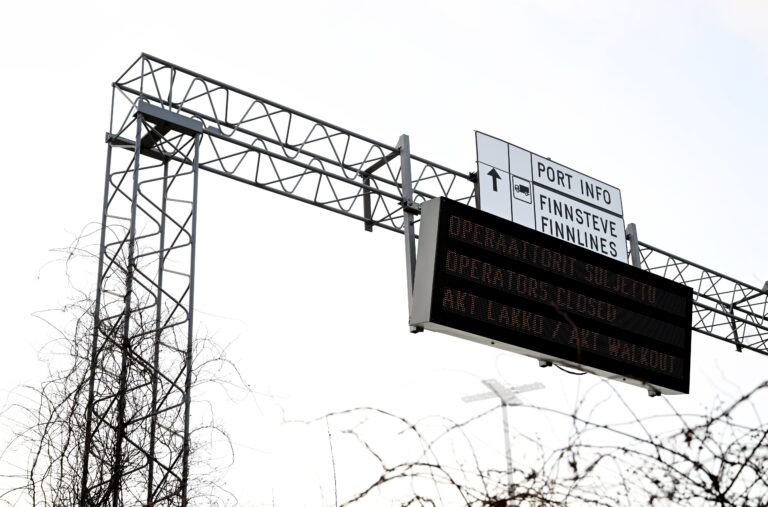 PORT INFO
FINNSTEVE
FINNLINES
OPERAATTORIT SULJETTU
OPERATORS CLOSED
AKT LAKKO / AKT WALKOUT